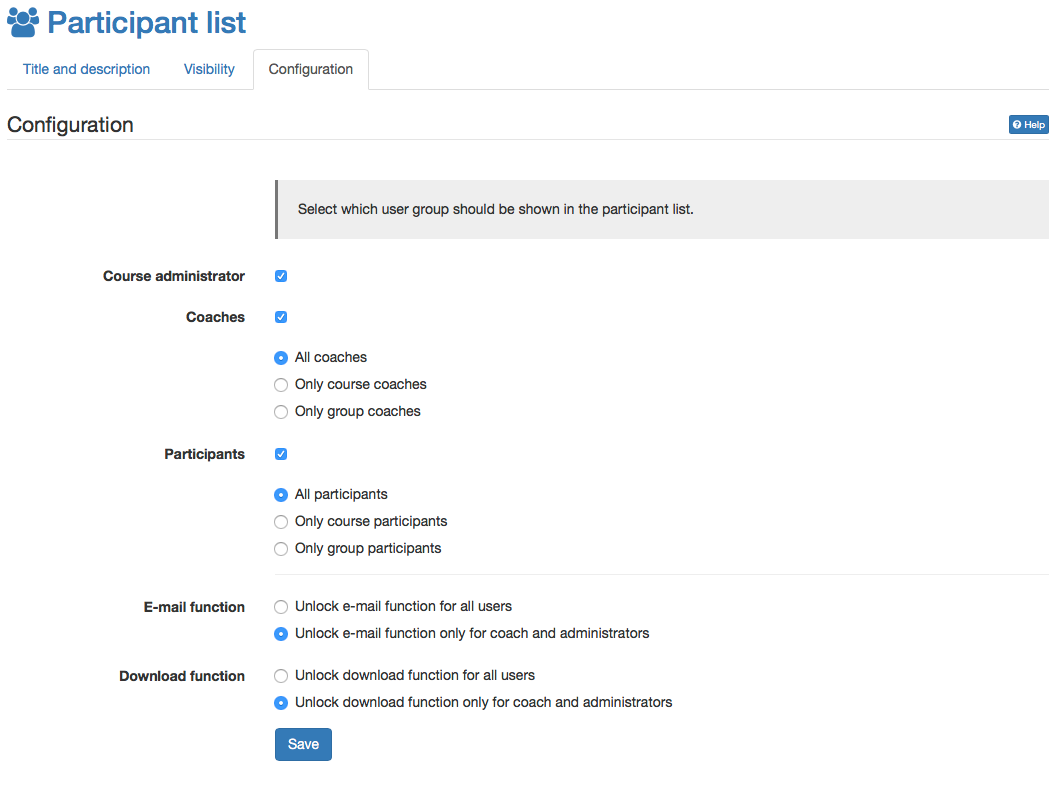 Participant list
Title and description Visibility Configuration
Configuration
Help
Select which user group should be shown in the participant list.
Course administrator
Coaches
All coaches
Only course coaches
Only group coaches
Participants
All participants
Only course participants
Only group participants
E-mail function Unlock e-mail function for all users
Unlock e-mail function only for coach and administrators
Download function Unlock download function for all users
Unlock download function only for coach and administrators
Save